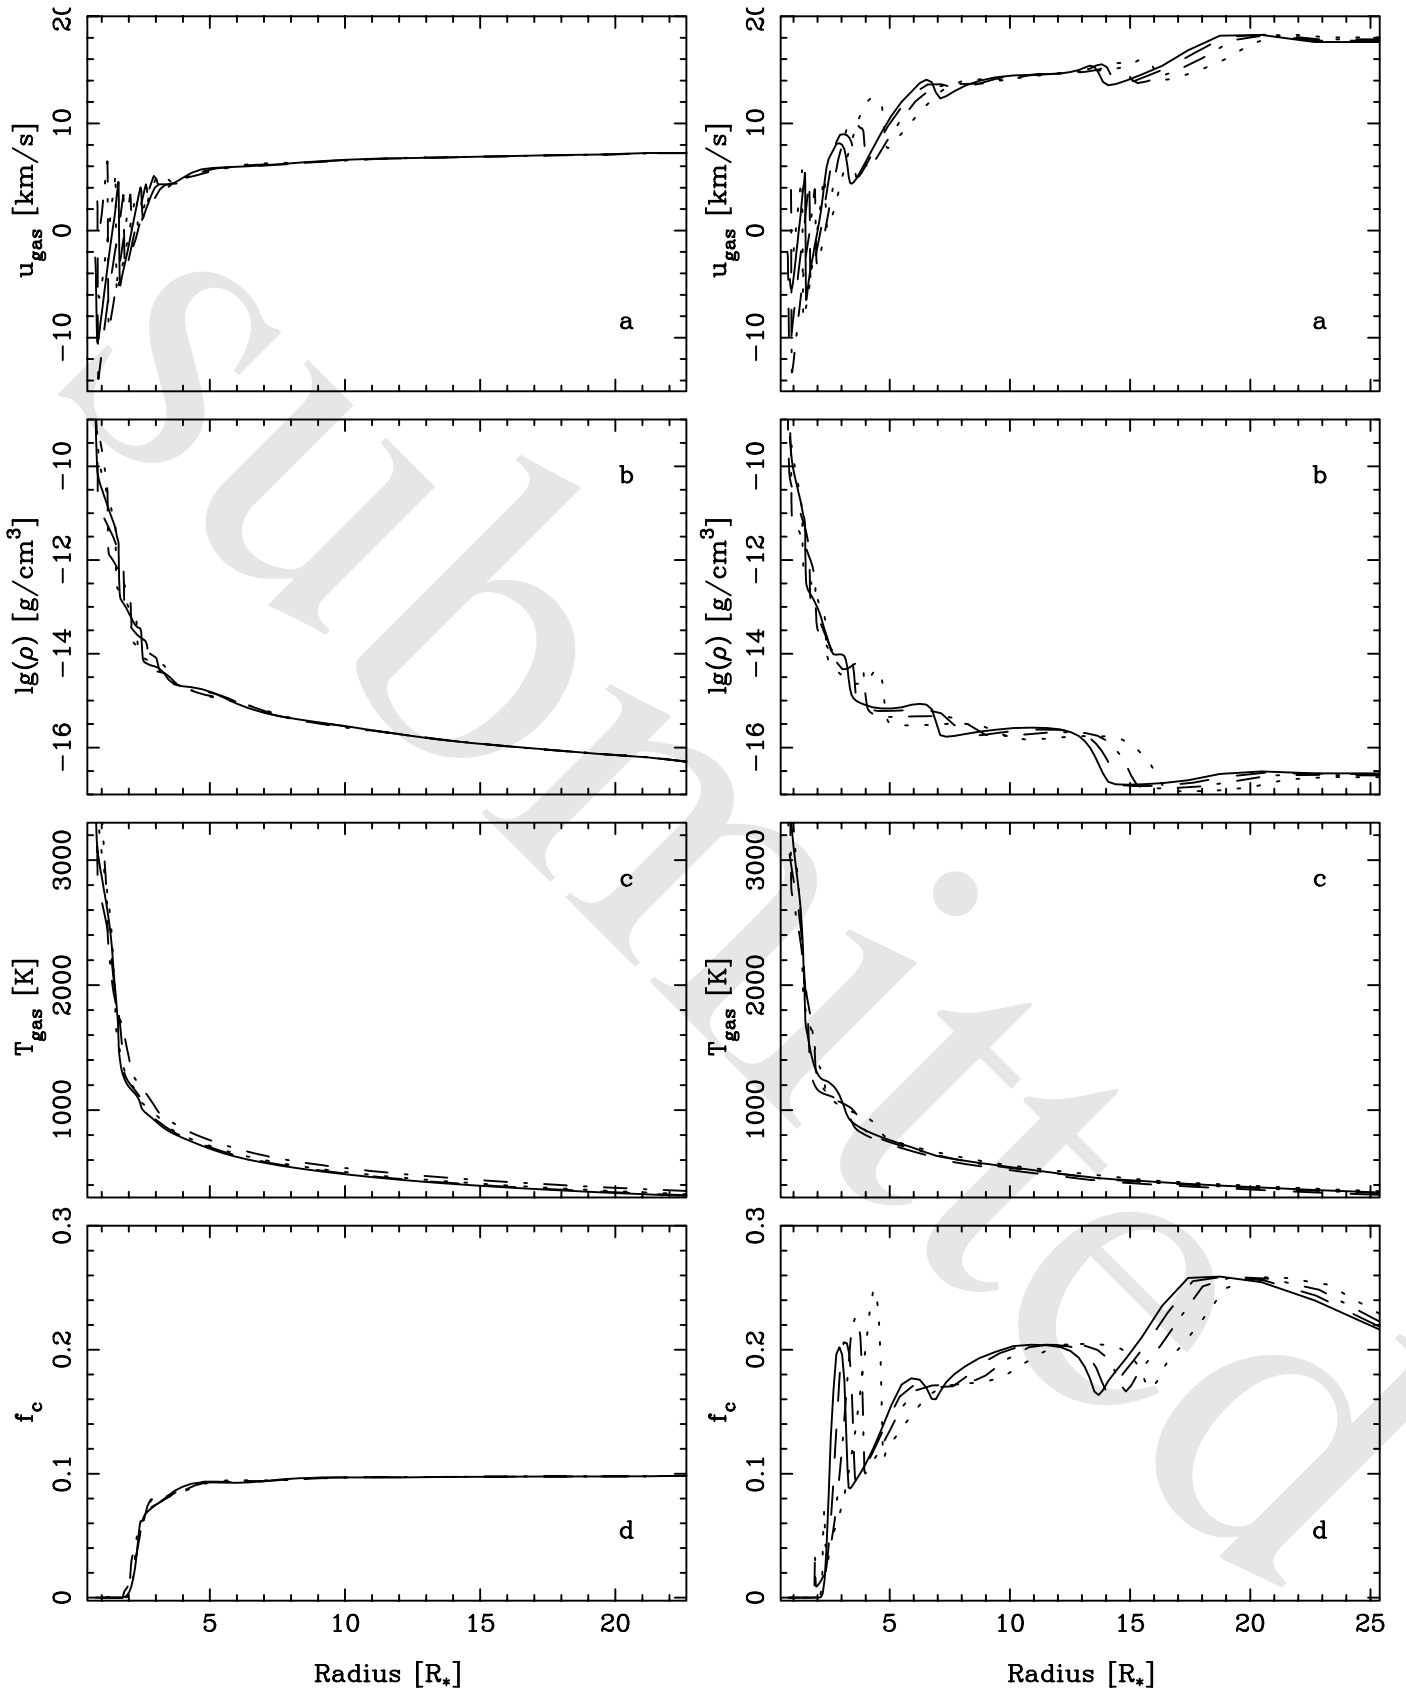 20 20
u_gas [km/s] u_gas [km/s]
10 10
0 0
−10 −10
a a
lg(ρ) [g/cm³] lg(ρ) [g/cm³]
−10 −10
−12 −12
−14 −14
−16 −16
b b
T_gas [K] T_gas [K]
3000 3000
2000 2000
1000 1000
c c
f_c f_c
0.3 0.3
0.2 0.2
0.1 0.1
0 0
d d
5 10 15 20 5 10 15 20 25
Radius [R_*] Radius [R_*]
submitted